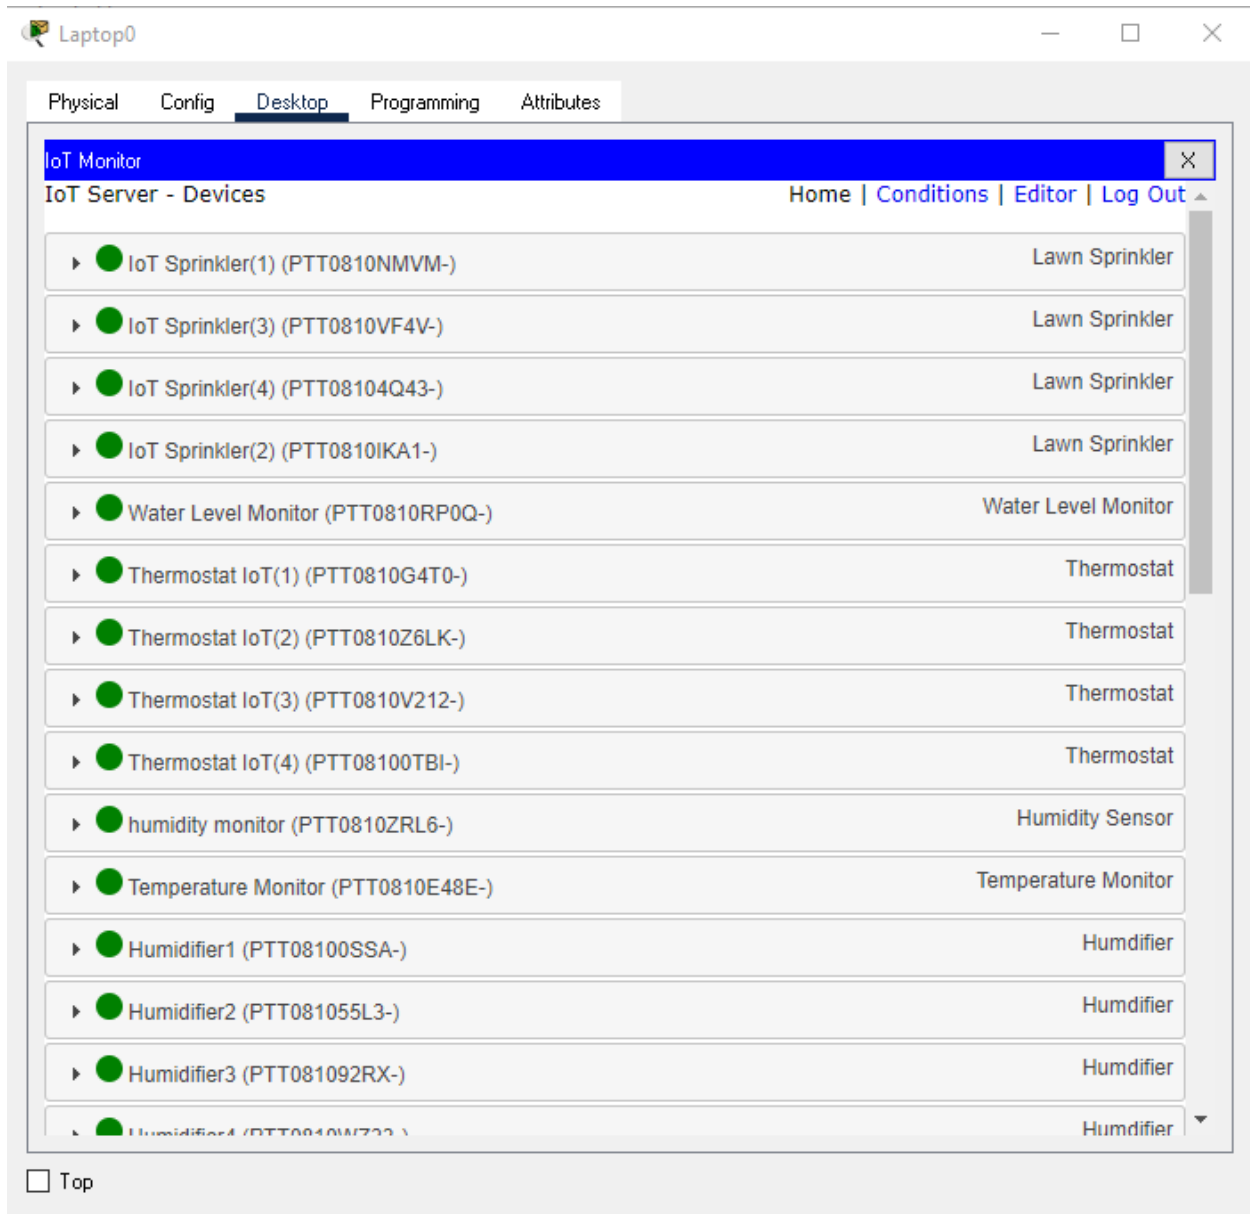 Laptop0
Physical Config Desktop Programming Attributes
IoT Monitor X
IoT Server - Devices Home | Conditions | Editor | Log Out
IoT Sprinkler(1) (PTT0810NMVM-) Lawn Sprinkler
IoT Sprinkler(3) (PTT0810VF4V-) Lawn Sprinkler
IoT Sprinkler(4) (PTT08104Q43-) Lawn Sprinkler
IoT Sprinkler(2) (PTT0810IKA1-) Lawn Sprinkler
Water Level Monitor (PTT0810RP0Q-) Water Level Monitor
Thermostat IoT(1) (PTT0810G4T0-) Thermostat
Thermostat IoT(2) (PTT0810Z6LK-) Thermostat
Thermostat IoT(3) (PTT0810V212-) Thermostat
Thermostat IoT(4) (PTT08100TBI-) Thermostat
humidity monitor (PTT0810ZRL6-) Humidity Sensor
Temperature Monitor (PTT0810E48E-) Temperature Monitor
Humidifier1 (PTT08100SSA-) Humdifier
Humidifier2 (PTT081055L3-) Humdifier
Humidifier3 (PTT081092RX-) Humdifier
Humidifier4 Humdifier
Top